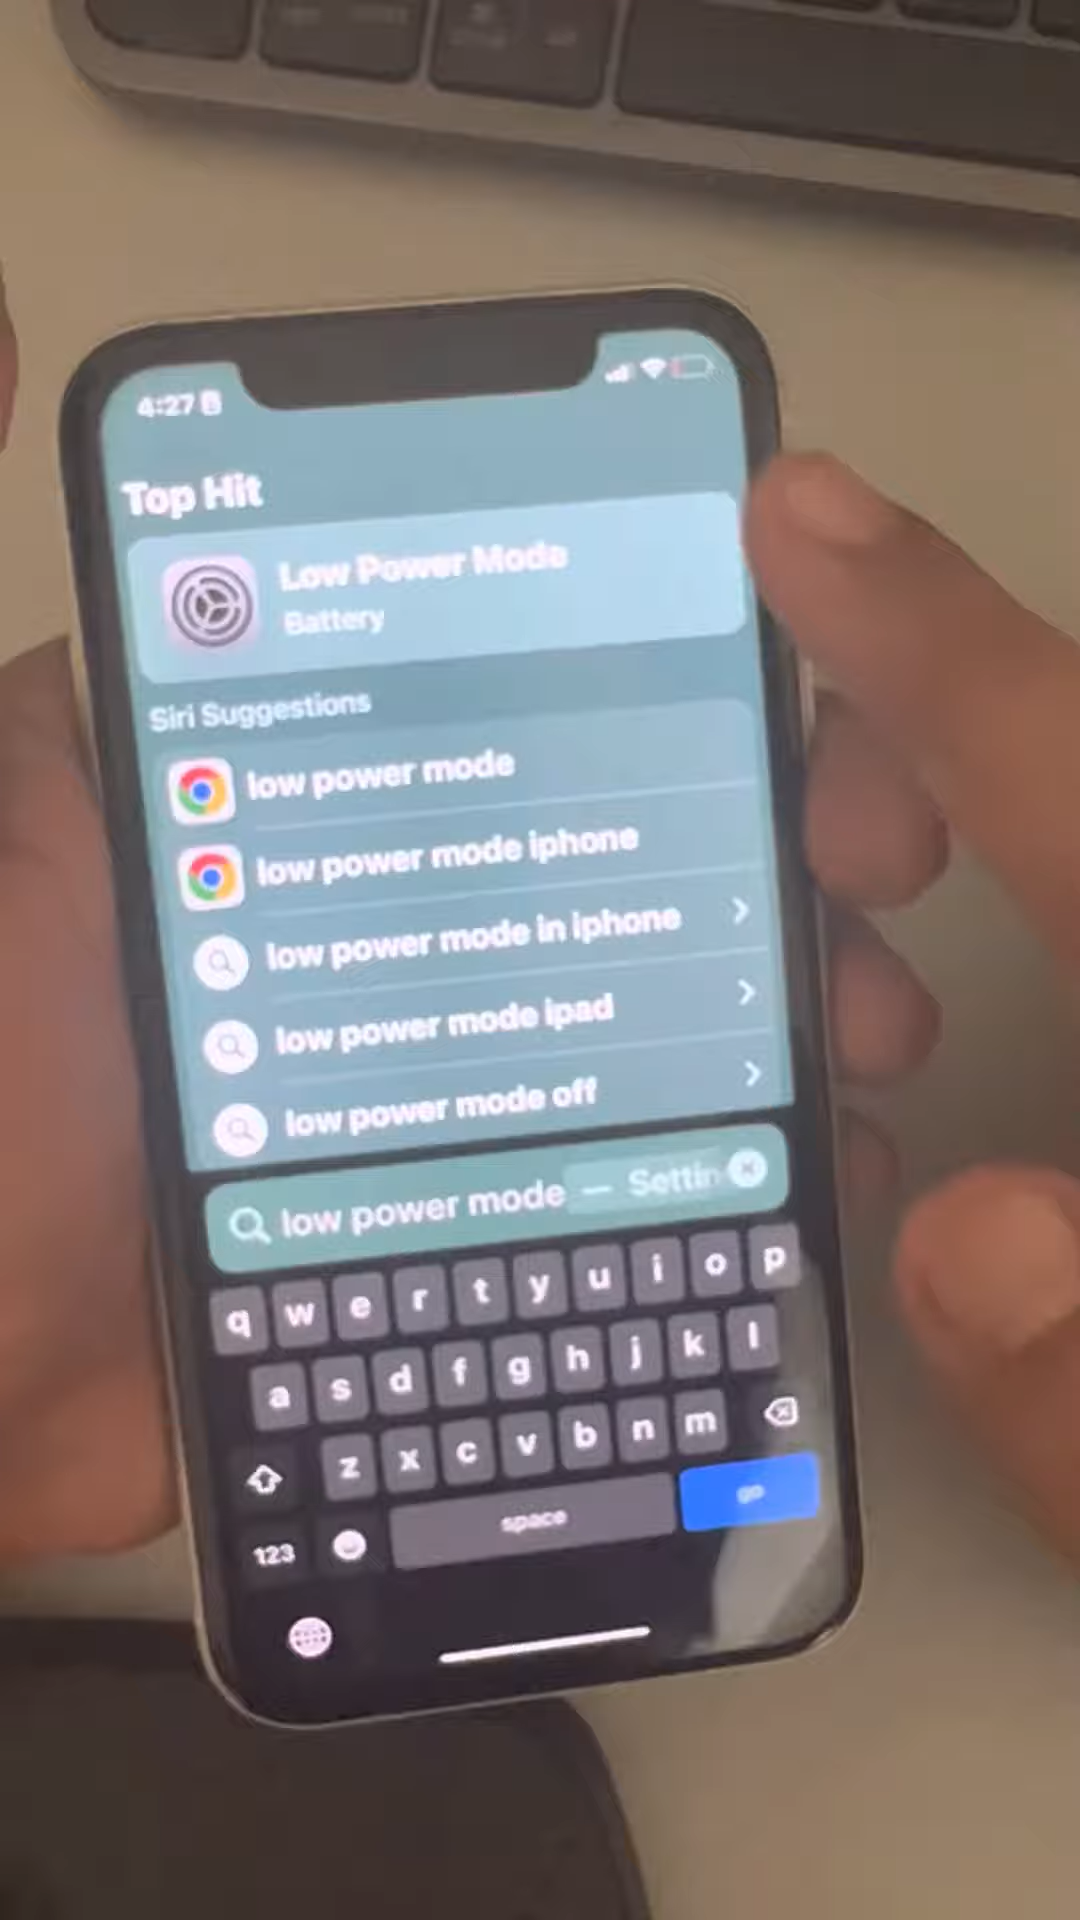 4:27
Top Hit
Low Power Mode
Battery
Siri Suggestions
low power mode
low power mode iphone
low power mode in iphone
low power mode ipad
low power mode off
low power mode — Settin
q w e r t y u i o p
a s d f g h j k l
z x c v b n m
space go
123